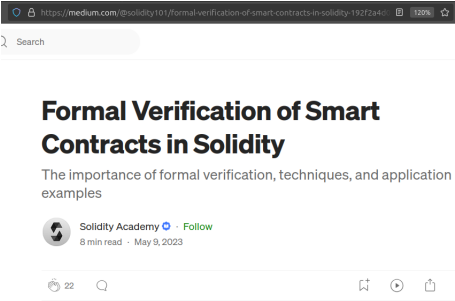 https://medium.com/@solidity101/formal-verification-of-smart-contracts-in-solidity-192f2a4d
120%
Search
Formal Verification of Smart
Contracts in Solidity
The importance of formal verification, techniques, and application
examples
Solidity Academy · Follow
8 min read · May 9, 2023
22